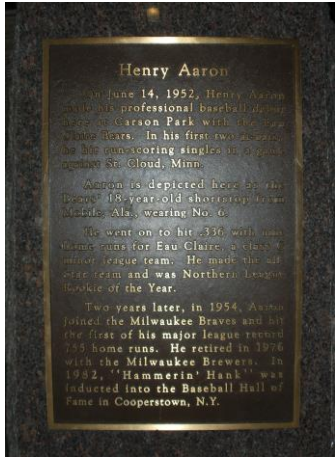 Henry Aaron
On June 14, 1952, Henry Aaron
made his professional baseball debut
here at Carson Park with the Eau
Claire Bears. In his first two
he hit run-scoring singles in a
against St. Cloud, Minn.
Aaron is depicted here as the
Bears' 18-year-old shortstop from
Mobile, Ala., wearing No. 6.
He went on to hit .336 with nine
home runs for Eau Claire, a class C
minor league team. He made the all-
star team and was Northern League
Rookie of the Year.
Two years later, in 1954, Aaron
joined the Milwaukee Braves and hit
the first of his major league record
755 home runs. He retired in 1976
with the Milwaukee Brewers. In
1982, "Hammerin' Hank" was
inducted into the Baseball Hall of
Fame in Cooperstown, N.Y.